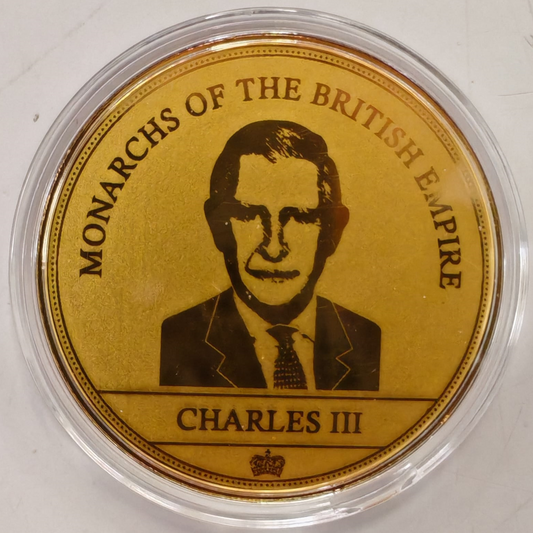 MONARCHS OF THE BRITISH EMPIRE
CHARLES III